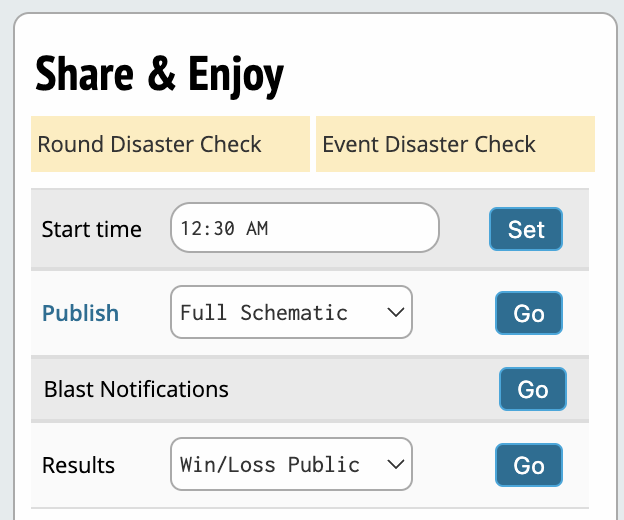 Share & Enjoy
Round Disaster Check Event Disaster Check
Start time 12:30 AM Set
Publish Full Schematic Go
Blast Notifications Go
Results Win/Loss Public Go